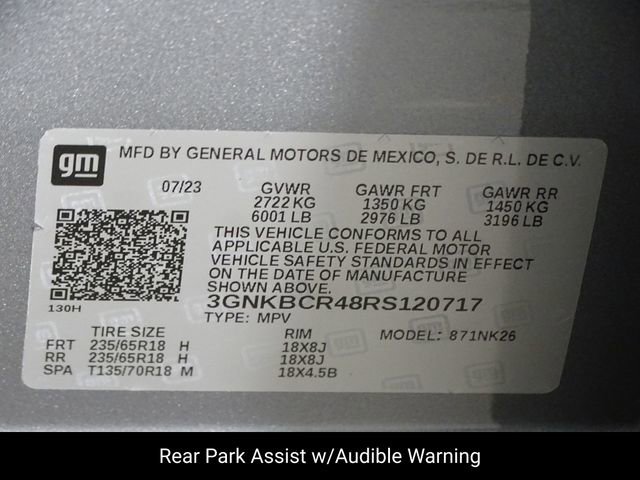 gm MFD BY GENERAL MOTORS DE MEXICO, S. DE R.L. DE C.V.
07/23 GVWR GAWR FRT GAWR RR
2722 KG 1350 KG 1450 KG
6001 LB 2976 LB 3196 LB
THIS VEHICLE CONFORMS TO ALL
APPLICABLE U.S. FEDERAL MOTOR
VEHICLE SAFETY STANDARDS IN EFFECT
ON THE DATE OF MANUFACTURE
SHOWN ABOVE.
3GNKBCR48RS120717
130H
TYPE: MPV
TIRE SIZE RIM MODEL: 871NK26
FRT 235/65R18 H 18X8J
RR 235/65R18 H 18X8J
SPA T135/70R18 M 18X4.5B
Rear Park Assist w/Audible Warning